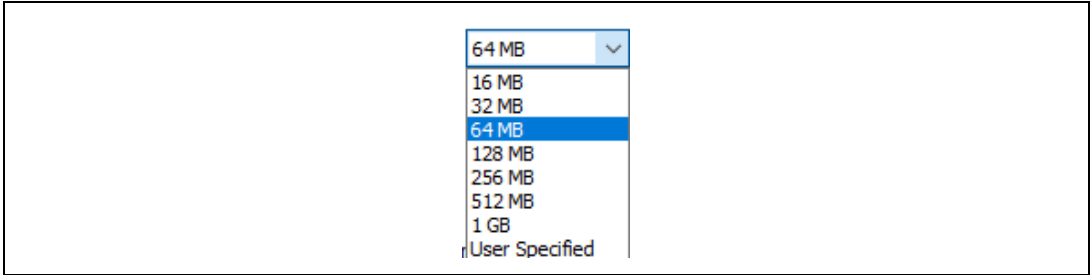 64 MB
16 MB
32 MB
64 MB
128 MB
256 MB
512 MB
1 GB
User Specified